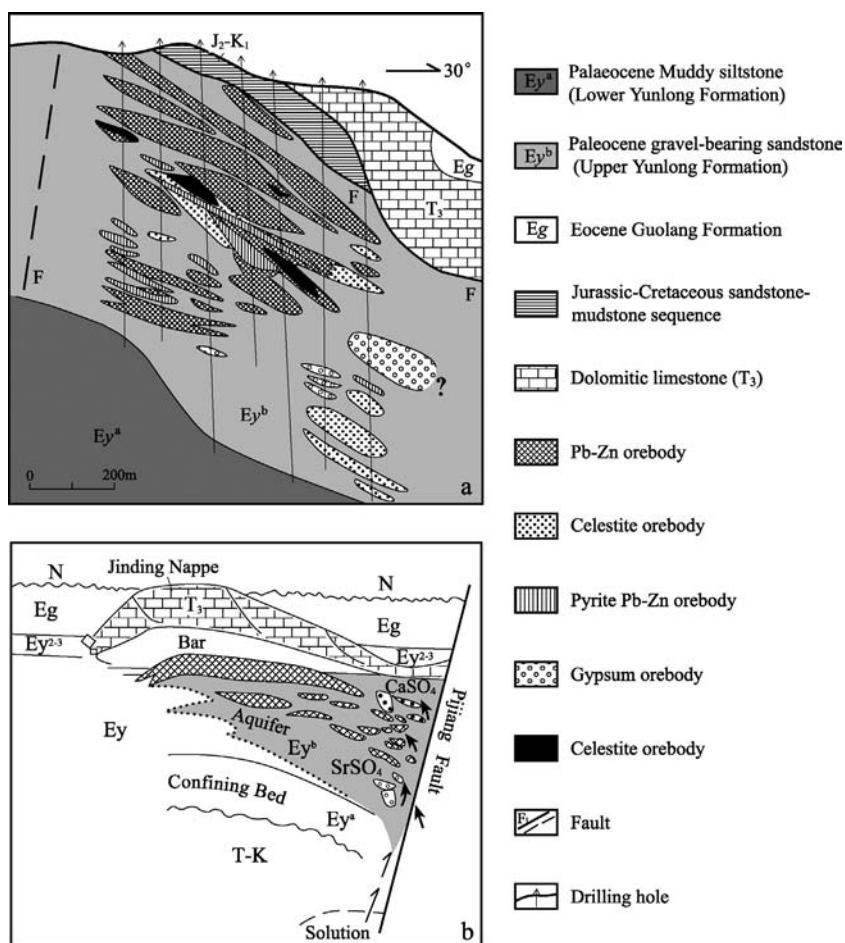 J₂-K₁
30°
Eg
F
T₃
F
F
Eyᵇ
?
Eyᵃ
0 200m
a
Jinding Nappe
N
N
T₃
Eg
Eg
Ey²⁻³
Bar
Ey²⁻³
CaSO₄
Pijiang Fault
Ey
Aquifer
Eyᵇ
SrSO₄
Confining Bed
Eyᵃ
T-K
Solution
b
Eyᵃ Palaeocene Muddy siltstone
(Lower Yunlong Formation)
Eyᵇ Paleocene gravel-bearing sandstone
(Upper Yunlong Formation)
Eg Eocene Guolang Formation
Jurassic-Cretaceous sandstone-
mudstone sequence
Dolomitic limestone (T₃)
Pb-Zn orebody
Celestite orebody
Pyrite Pb-Zn orebody
Gypsum orebody
Celestite orebody
Fault
Drilling hole